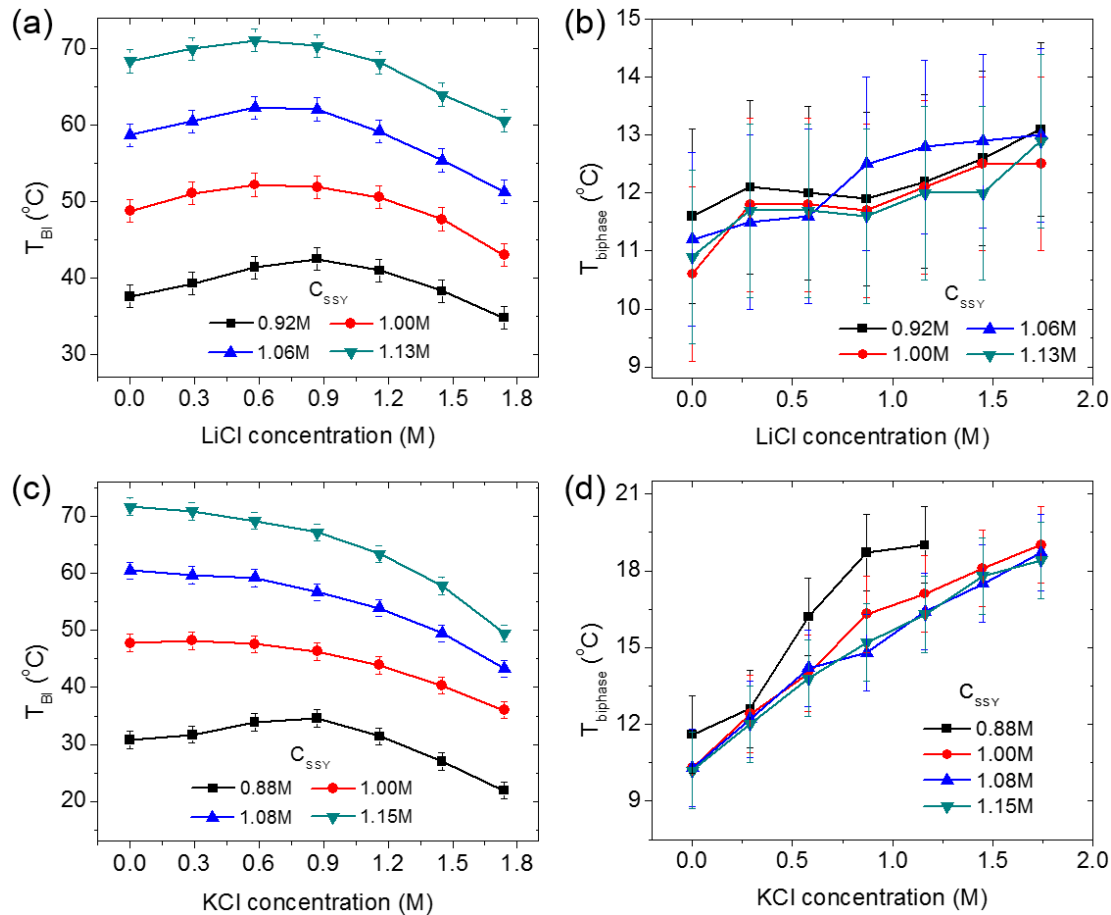 (a)
70
60
50
40
30
T_BI (°C)
C_SSY
0.92M 1.00M
1.06M 1.13M
0.0 0.3 0.6 0.9 1.2 1.5 1.8
LiCl concentration (M)
(b)
15
14
13
12
11
10
9
T_biphase (°C)
C_SSY
0.92M 1.06M
1.00M 1.13M
0.0 0.5 1.0 1.5 2.0
LiCl concentration (M)
(c)
70
60
50
40
30
20
T_BI (°C)
C_SSY
0.88M 1.00M
1.08M 1.15M
0.0 0.3 0.6 0.9 1.2 1.5 1.8
KCl concentration (M)
(d)
21
18
15
12
9
T_biphase (°C)
C_SSY
0.88M
1.00M
1.08M
1.15M
0.0 0.5 1.0 1.5 2.0
KCl concentration (M)